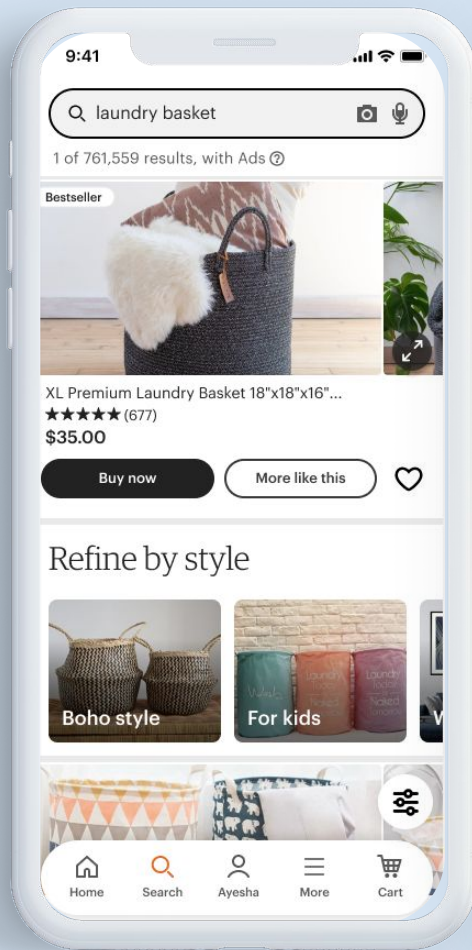 9:41
laundry basket
1 of 761,559 results, with Ads
Bestseller
XL Premium Laundry Basket 18"x18"x16"...
(677)
$35.00
Buy now
More like this
Refine by style
Boho style
For kids
W
Home
Search
Ayesha
More
Cart